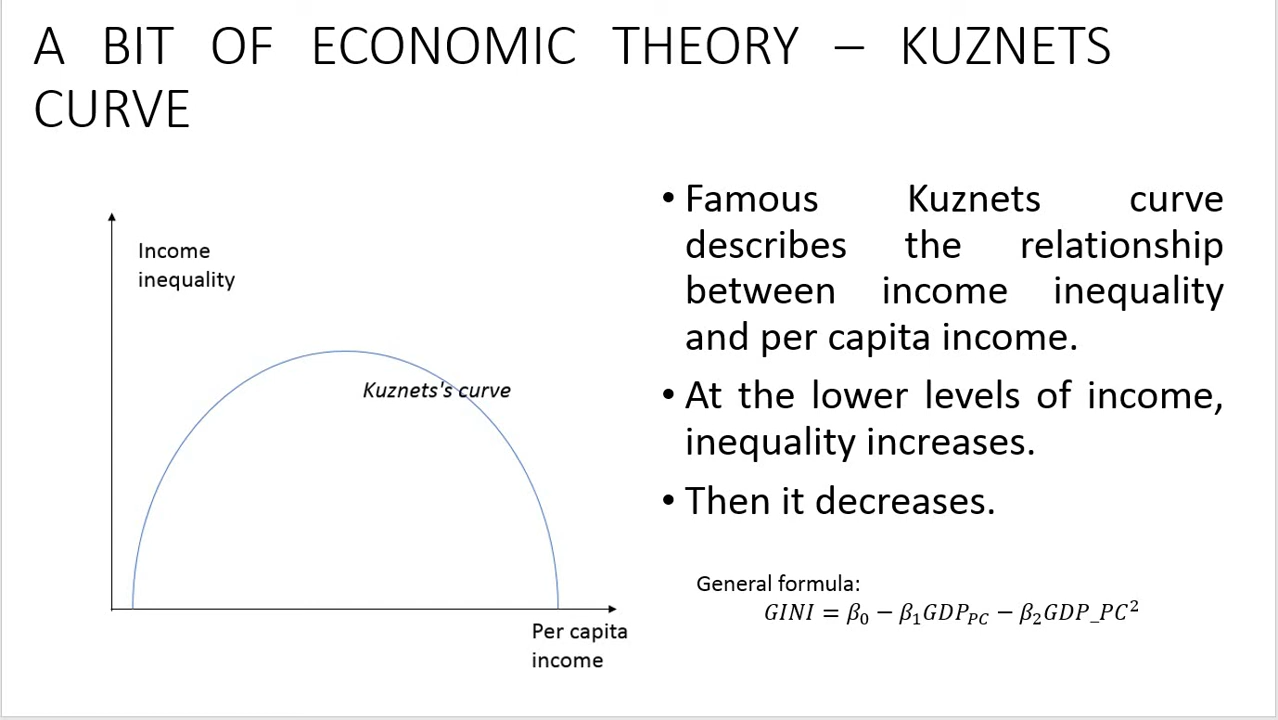 A BIT OF ECONOMIC THEORY – KUZNETS
CURVE
Income
inequality
Kuznets's curve
Per capita
income
• Famous Kuznets curve
describes the relationship
between income inequality
and per capita income.
• At the lower levels of income,
inequality increases.
• Then it decreases.
General formula:
GINI = β₀ − β₁GDP_PC − β₂GDP_PC²